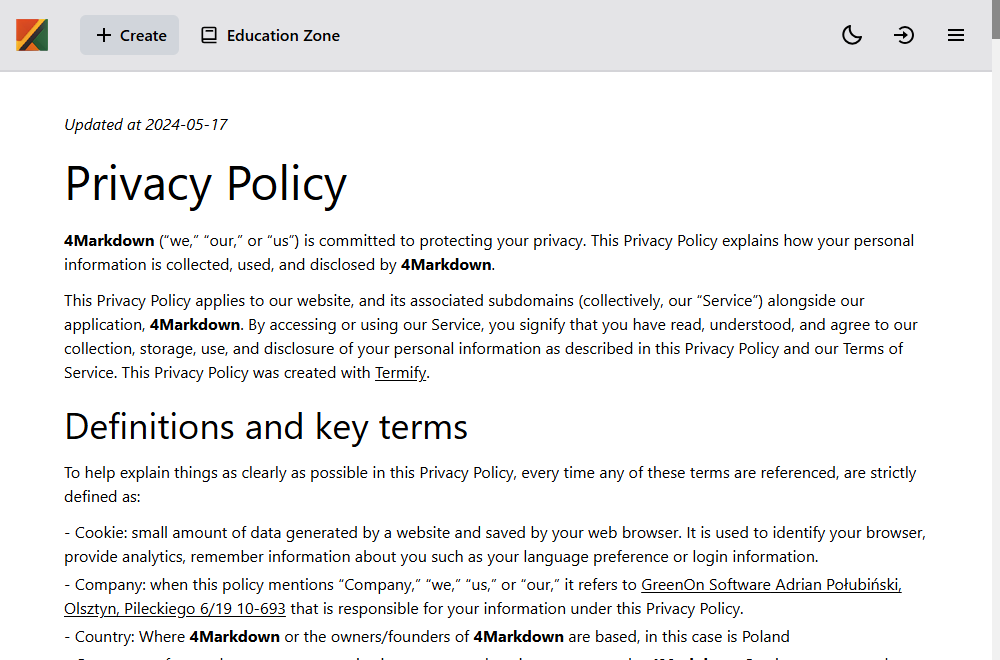 Create
Education Zone
Updated at 2024-05-17
Privacy Policy
4Markdown (“we,” “our,” or “us”) is committed to protecting your privacy. This Privacy Policy explains how your personal
information is collected, used, and disclosed by 4Markdown.
This Privacy Policy applies to our website, and its associated subdomains (collectively, our “Service”) alongside our
application, 4Markdown. By accessing or using our Service, you signify that you have read, understood, and agree to our
collection, storage, use, and disclosure of your personal information as described in this Privacy Policy and our Terms of
Service. This Privacy Policy was created with Termify.
Definitions and key terms
To help explain things as clearly as possible in this Privacy Policy, every time any of these terms are referenced, are strictly
defined as:
- Cookie: small amount of data generated by a website and saved by your web browser. It is used to identify your browser,
provide analytics, remember information about you such as your language preference or login information.
- Company: when this policy mentions “Company,” “we,” “us,” or “our,” it refers to GreenOn Software Adrian Połubiński,
Olsztyn, Pileckiego 6/19 10-693 that is responsible for your information under this Privacy Policy.
- Country: Where 4Markdown or the owners/founders of 4Markdown are based, in this case is Poland